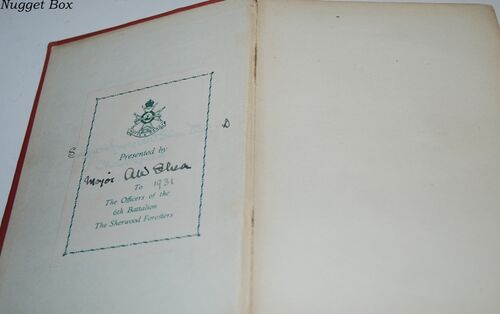 Nugget Box
Presented by
Major AW Shea
To 1931
The Officers of the
6th Battalion
The Sherwood Foresters